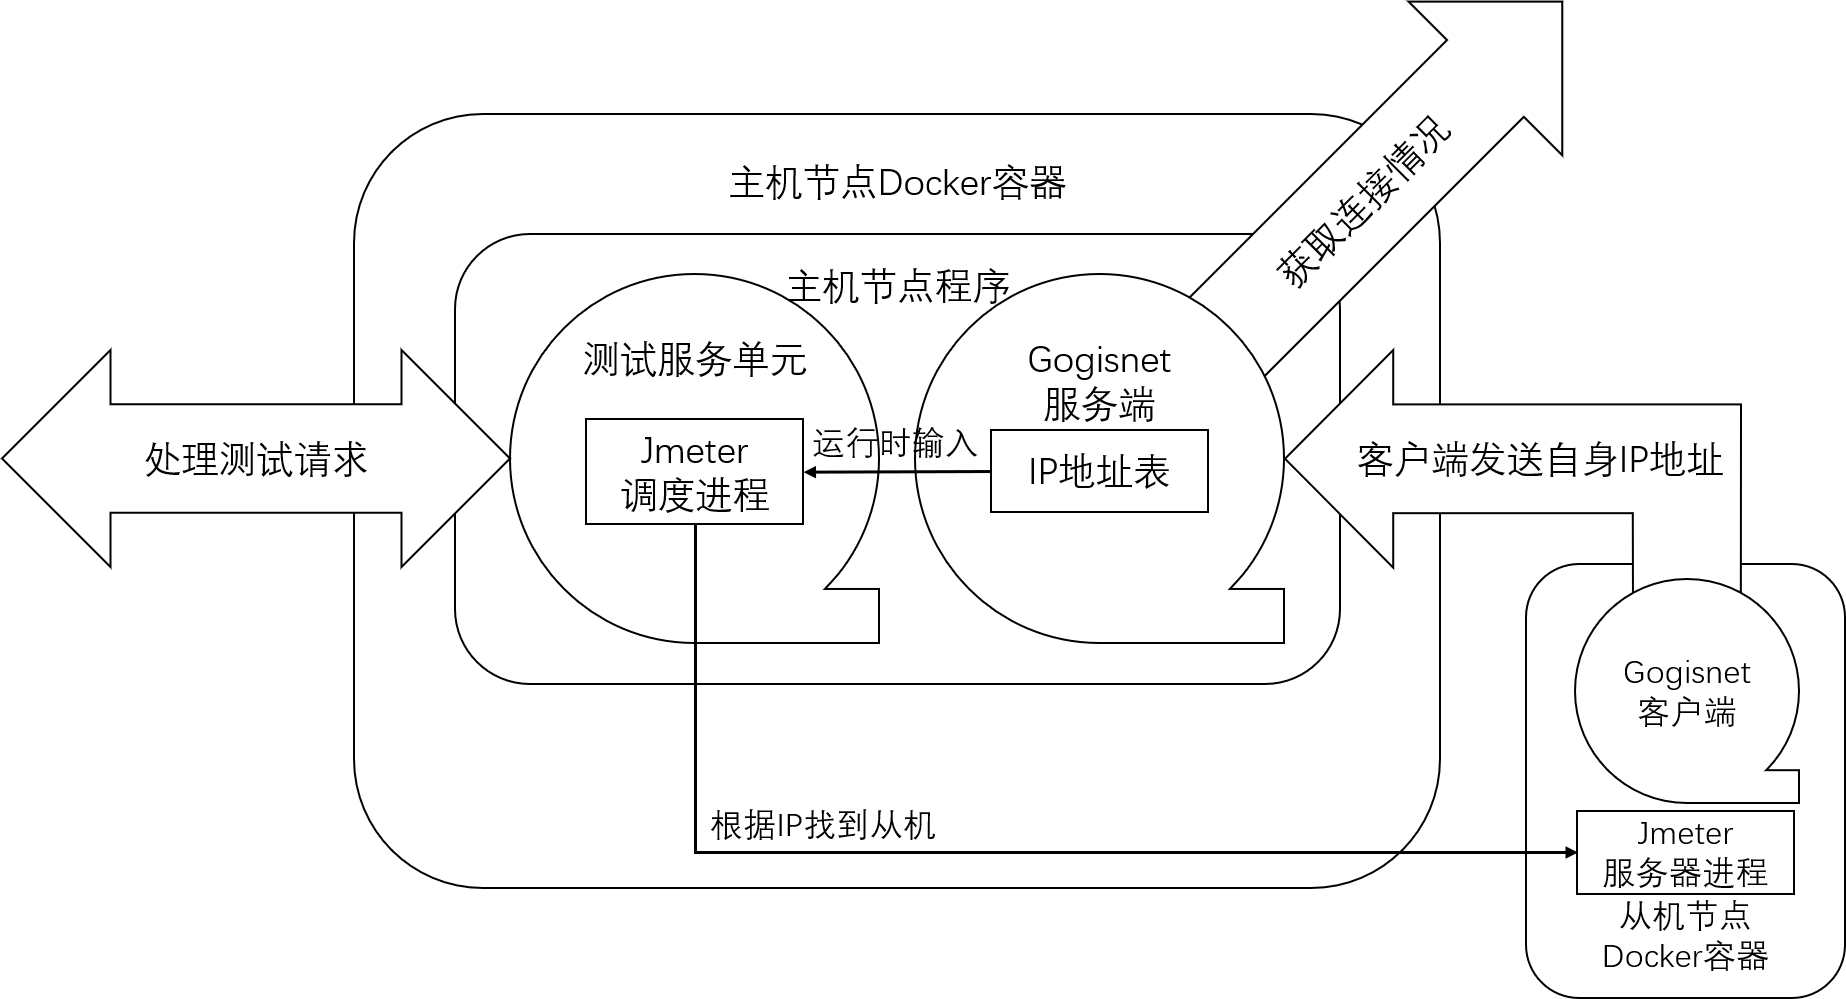 主机节点Docker容器
获取连接情况
主机节点程序
测试服务单元
Gogisnet
服务端
处理测试请求
Jmeter
调度进程
运行时输入
IP地址表
客户端发送自身IP地址
Gogisnet
客户端
根据IP找到从机
Jmeter
服务器进程
从机节点
Docker容器